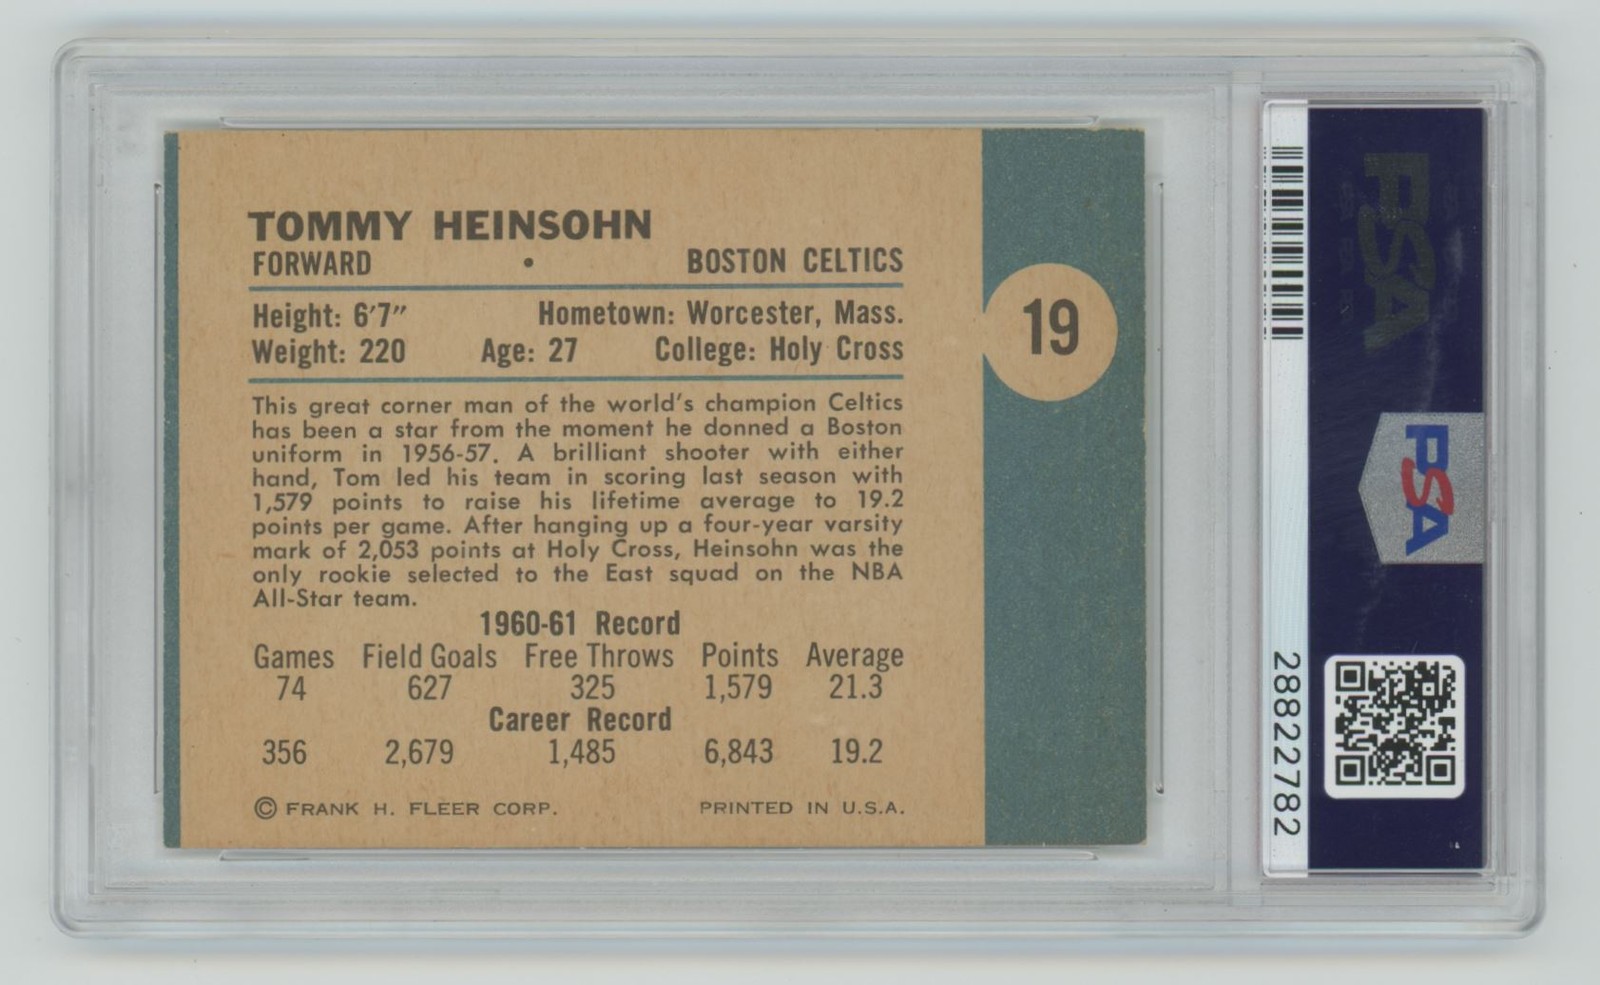 TOMMY HEINSOHN
FORWARD • BOSTON CELTICS
Height: 6'7" Hometown: Worcester, Mass.
Weight: 220 Age: 27 College: Holy Cross
This great corner man of the world's champion Celtics
has been a star from the moment he donned a Boston
uniform in 1956-57. A brilliant shooter with either
hand, Tom led his team in scoring last season with
1,579 points to raise his lifetime average to 19.2
points per game. After hanging up a four-year varsity
mark of 2,053 points at Holy Cross, Heinsohn was the
only rookie selected to the East squad on the NBA
All-Star team.
1960-61 Record
Games Field Goals Free Throws Points Average
74 627 325 1,579 21.3
Career Record
356 2,679 1,485 6,843 19.2
© FRANK H. FLEER CORP. PRINTED IN U.S.A.
19
PSA
PSA
28822782